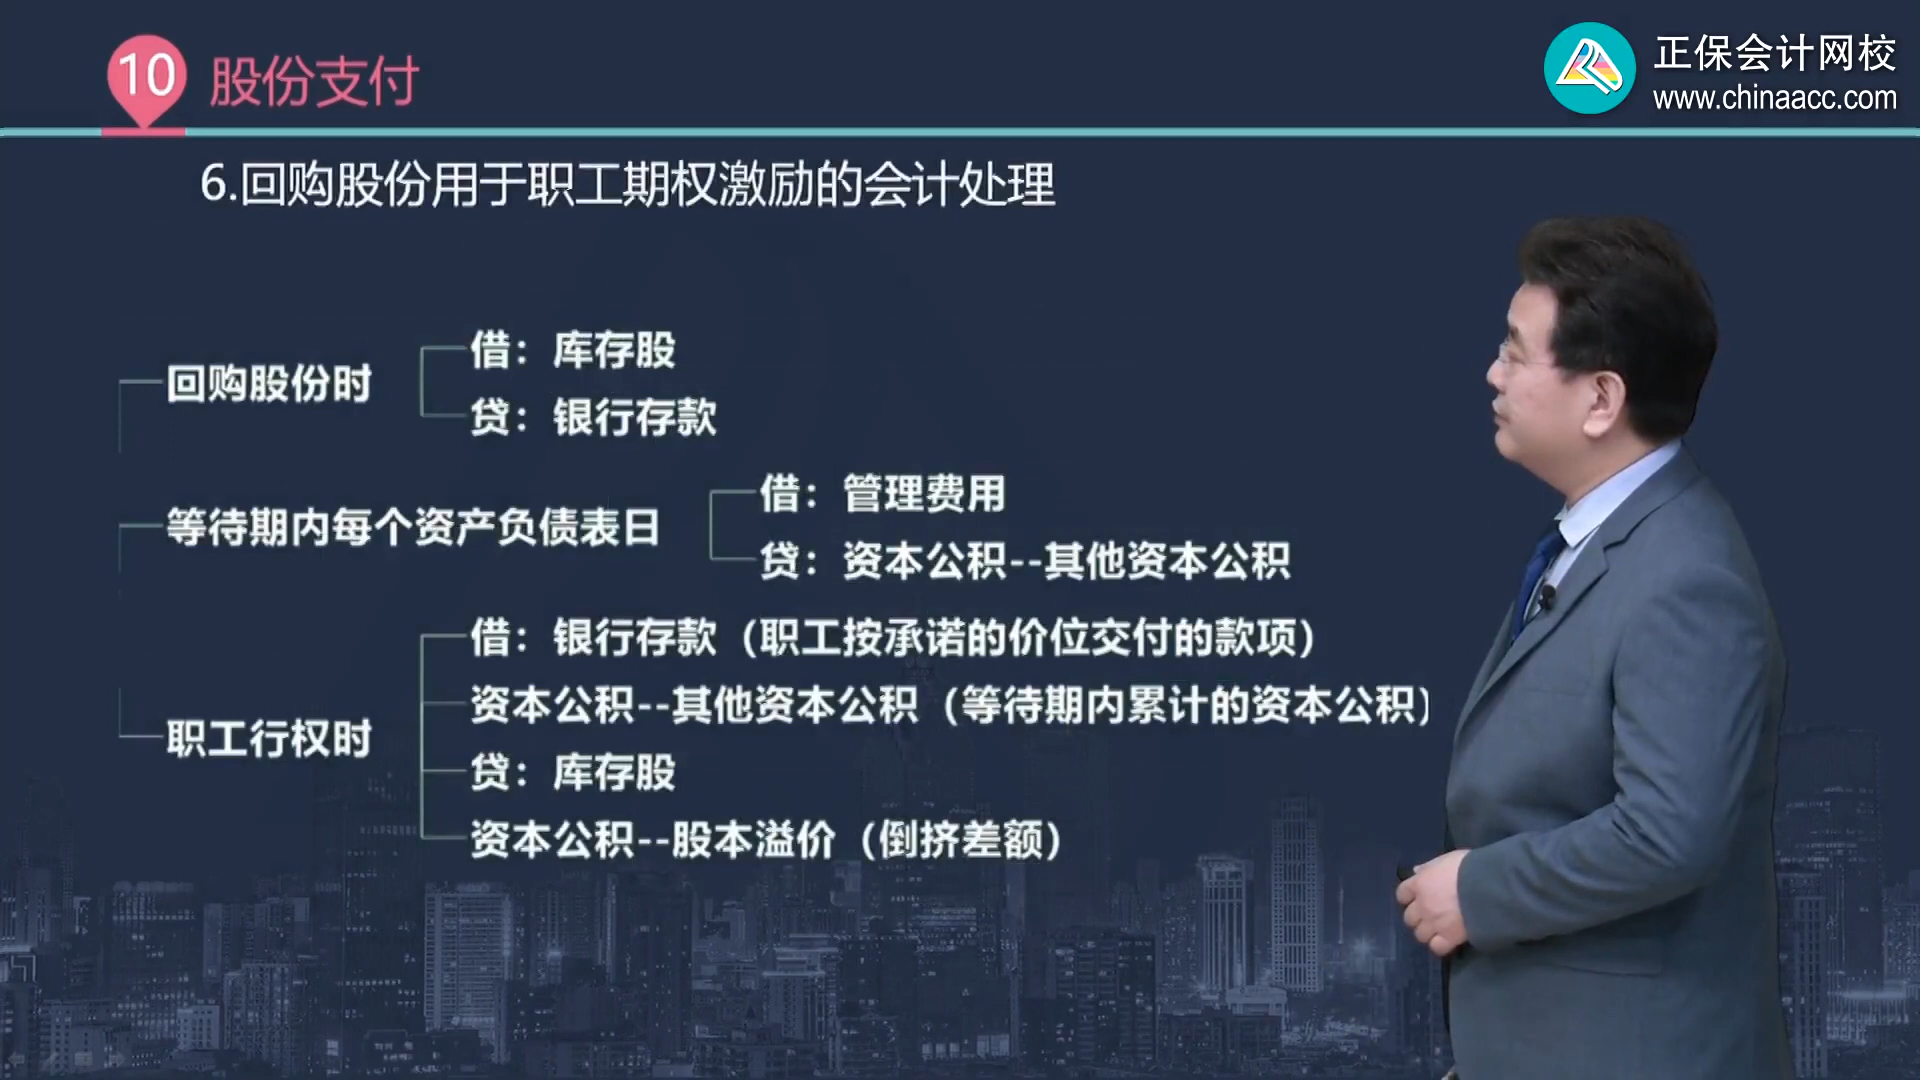 10 股份支付
正保会计网校
www.chinaacc.com
6.回购股份用于职工期权激励的会计处理
回购股份时
借：库存股
贷：银行存款
等待期内每个资产负债表日
借：管理费用
贷：资本公积--其他资本公积
职工行权时
借：银行存款（职工按承诺的价位交付的款项）
资本公积--其他资本公积（等待期内累计的资本公积）
贷：库存股
资本公积--股本溢价（倒挤差额）